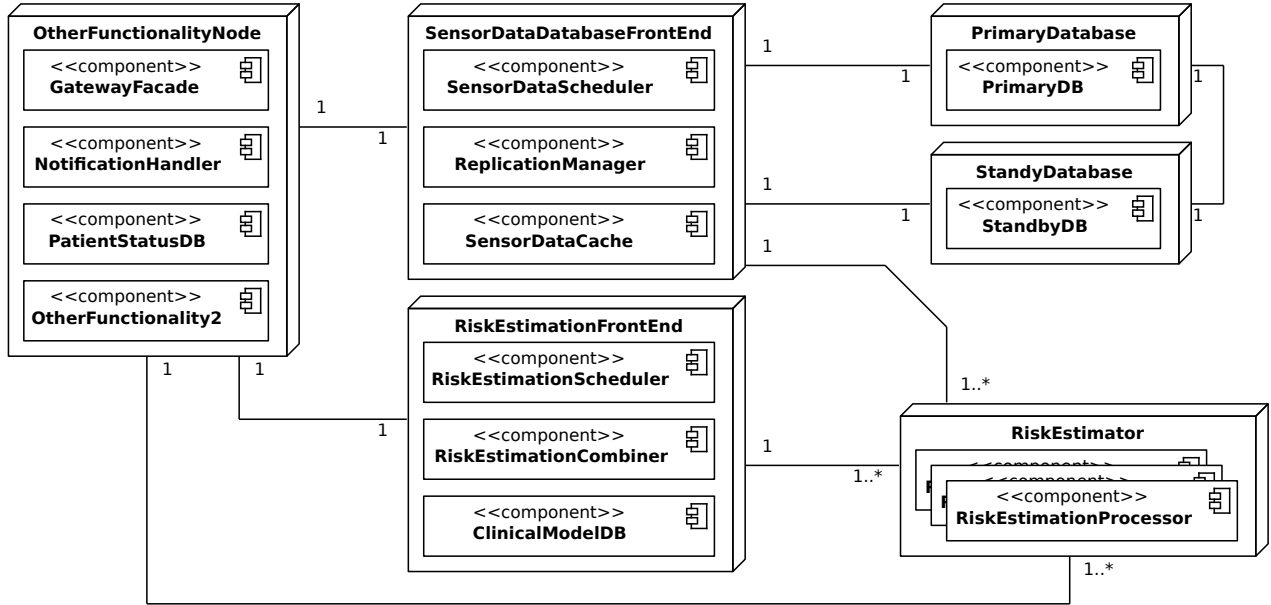 OtherFunctionalityNode
<<component>>
GatewayFacade
<<component>>
NotificationHandler
<<component>>
PatientStatusDB
<<component>>
OtherFunctionality2
1
1
1
1
SensorDataDatabaseFrontEnd
<<component>>
SensorDataScheduler
<<component>>
ReplicationManager
<<component>>
SensorDataCache
1
1
1
1
1
1..*
PrimaryDatabase
<<component>>
PrimaryDB
1
StandyDatabase
<<component>>
StandbyDB
1
RiskEstimationFrontEnd
<<component>>
RiskEstimationScheduler
<<component>>
RiskEstimationCombiner
<<component>>
ClinicalModelDB
1
1
1..*
RiskEstimator
<<component>>
<<component>>
<<component>>
RiskEstimationProcessor
1..*